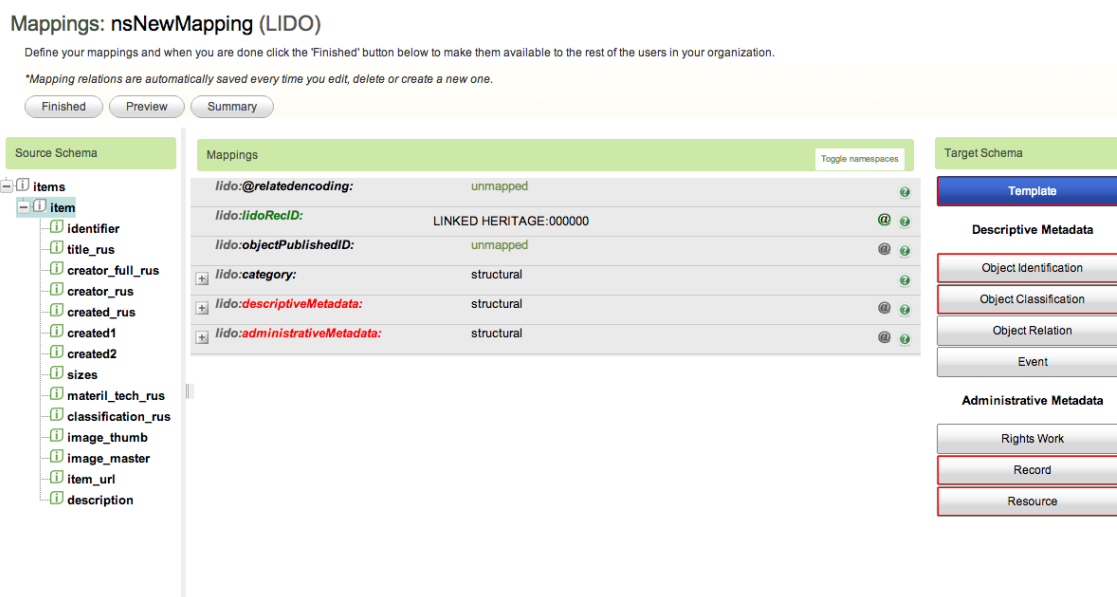 Mappings: nsNewMapping (LIDO)
Define your mappings and when you are done click the 'Finished' button below to make them available to the rest of the users in your organization.
*Mapping relations are automatically saved every time you edit, delete or create a new one.
Finished Preview Summary
Source Schema
items
item
identifier
title_rus
creator_full_rus
creator_rus
created_rus
created1
created2
sizes
materil_tech_rus
classification_rus
image_thumb
image_master
item_url
description
Mappings Toggle namespaces
lido:@relatedencoding: unmapped
lido:lidoRecID: LINKED HERITAGE:000000 @
lido:objectPublishedID: unmapped @
lido:category: structural
lido:descriptiveMetadata: structural @
lido:administrativeMetadata: structural @
Target Schema
Template
Descriptive Metadata
Object Identification
Object Classification
Object Relation
Event
Administrative Metadata
Rights Work
Record
Resource